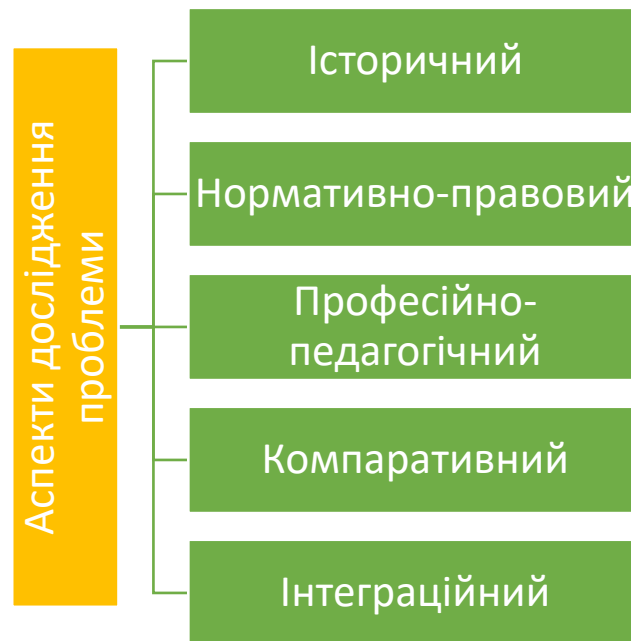 Аспекти дослідження
проблеми
Історичний
Нормативно-правовий
Професійно-
педагогічний
Компаративний
Інтеграційний